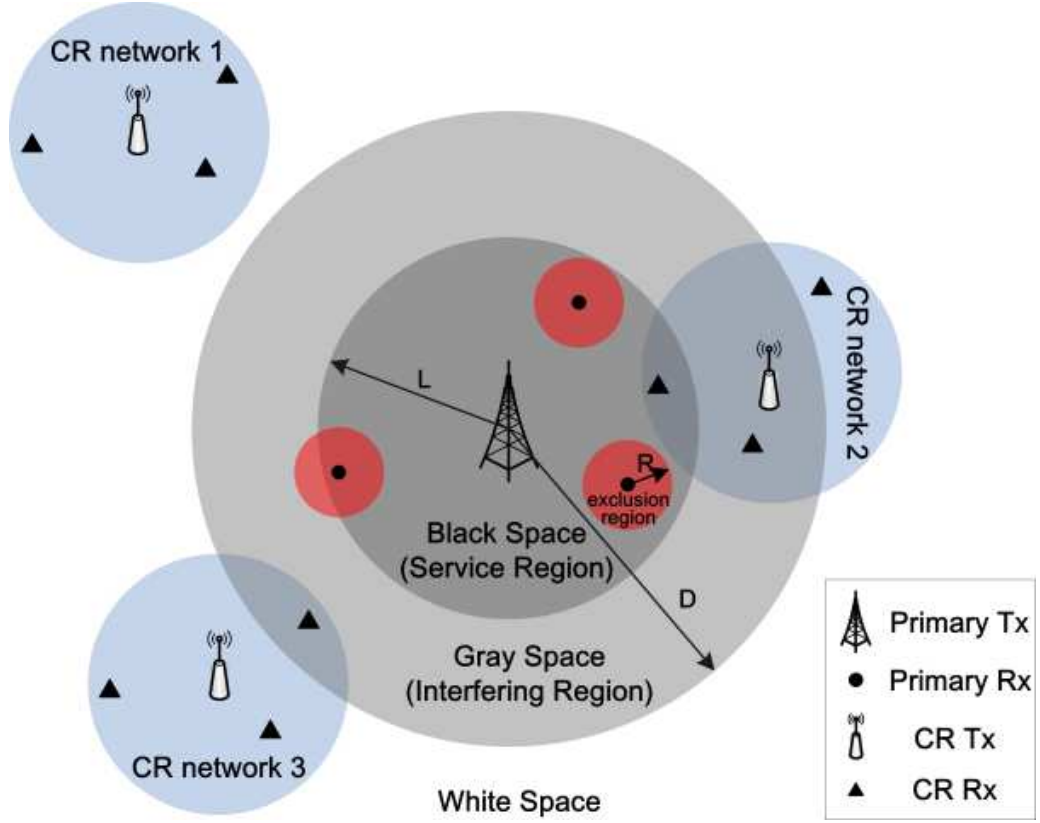 CR network 1
CR network 2
L
R
exclusion
region
Black Space
(Service Region)
D
Gray Space
(Interfering Region)
CR network 3
White Space
Primary Tx
Primary Rx
CR Tx
CR Rx